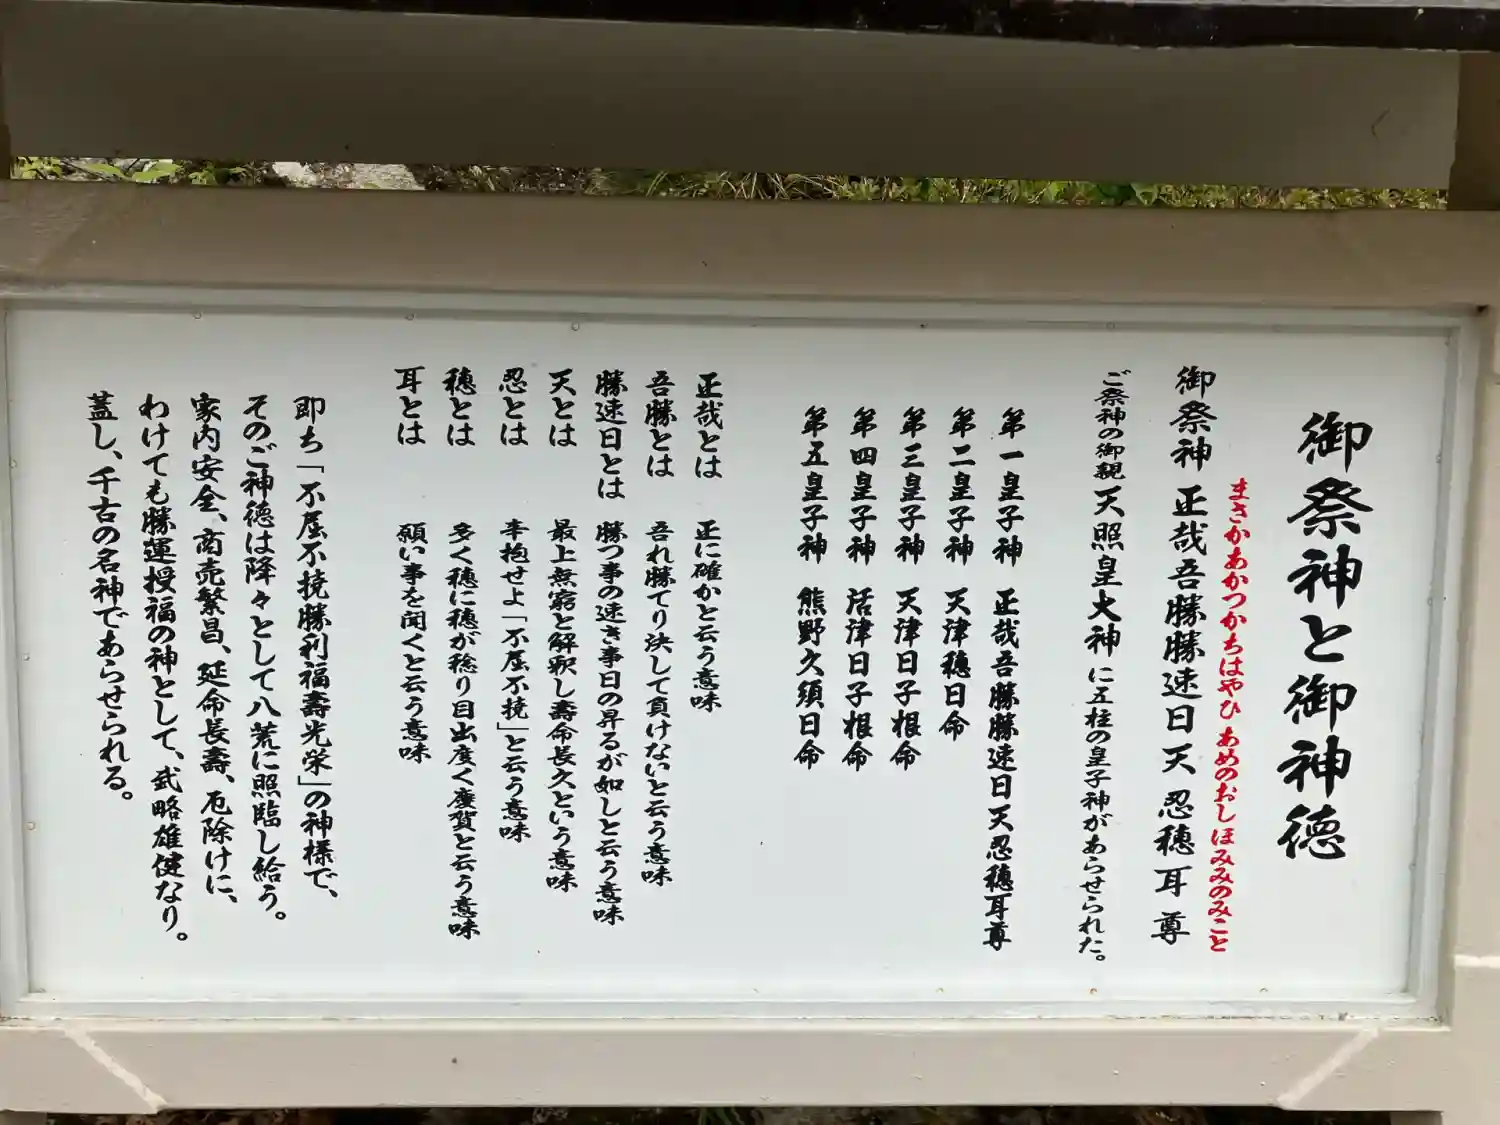 御祭神と御神徳
まさかあかつかちはやひ あめのおしほみみのみこと
御祭神 正哉吾勝勝速日天忍穂耳尊
ご祭神の御親 天照皇大神 に五柱の皇子神があらせられた。
第一皇子神 正哉吾勝勝速日天忍穂耳尊
第二皇子神 天津穂日命
第三皇子神 天津日子根命
第四皇子神 活津日子根命
第五皇子神 熊野久須日命
正哉とは 正に確かと云う意味
吾勝とは 吾れ勝てり決して負けないと云う意味
勝速日とは 勝つ事の速き事日の昇るが如しと云う意味
天とは 最上無窮と解釈し壽命長久という意味
忍とは 辛抱せよ「不屈不撓」と云う意味
穂とは 多く穂に穂が稔り目出度く慶賀と云う意味
耳とは 願い事を聞くと云う意味
即ち「不屈不撓勝利福壽光栄」の神様で、
そのご神徳は降々として八荒に照臨し給う。
家内安全、商売繁昌、延命長壽、厄除けに、
わけても勝運授福の神として、武略雄健なり。
蓋し、千古の名神であらせられる。